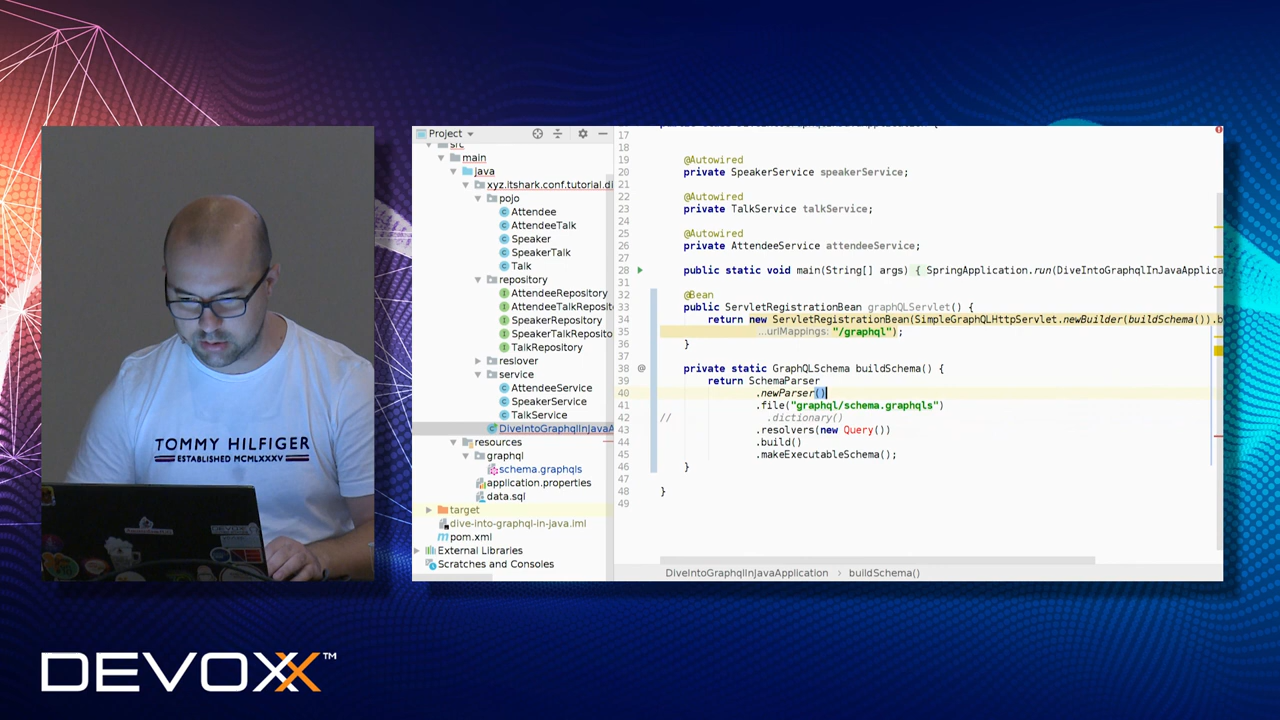 TOMMY HILFIGER
ESTABLISHED MCMLXXXV
DEVOXX™
Project
src
main
java
xyz.itshark.conf.tutorial.di
pojo
Attendee
AttendeeTalk
Speaker
SpeakerTalk
Talk
repository
AttendeeRepository
AttendeeTalkReposit
SpeakerRepository
SpeakerTalkReposito
TalkRepository
reslover
service
AttendeeService
SpeakerService
TalkService
DiveIntoGraphqlInJavaA
resources
graphql
schema.graphqls
application.properties
data.sql
target
dive-into-graphql-in-java.iml
pom.xml
External Libraries
Scratches and Consoles
17
18
19 @Autowired
20 private SpeakerService speakerService;
21
22 @Autowired
23 private TalkService talkService;
24
25 @Autowired
26 private AttendeeService attendeeService;
27
28 public static void main(String[] args) { SpringApplication.run(DiveIntoGraphqlInJavaApplica
31
32 @Bean
33 public ServletRegistrationBean graphQLServlet() {
34 return new ServletRegistrationBean(SimpleGraphQLHttpServlet.newBuilder(buildSchema()).b
35 ...urlMappings: "/graphql");
36 }
37
38 @ private static GraphQLSchema buildSchema() {
39 return SchemaParser
40 .newParser()
41 .file("graphql/schema.graphqls")
42 // .dictionary()
43 .resolvers(new Query())
44 .build()
45 .makeExecutableSchema();
46 }
47
48 }
49
DiveIntoGraphqlInJavaApplication › buildSchema()